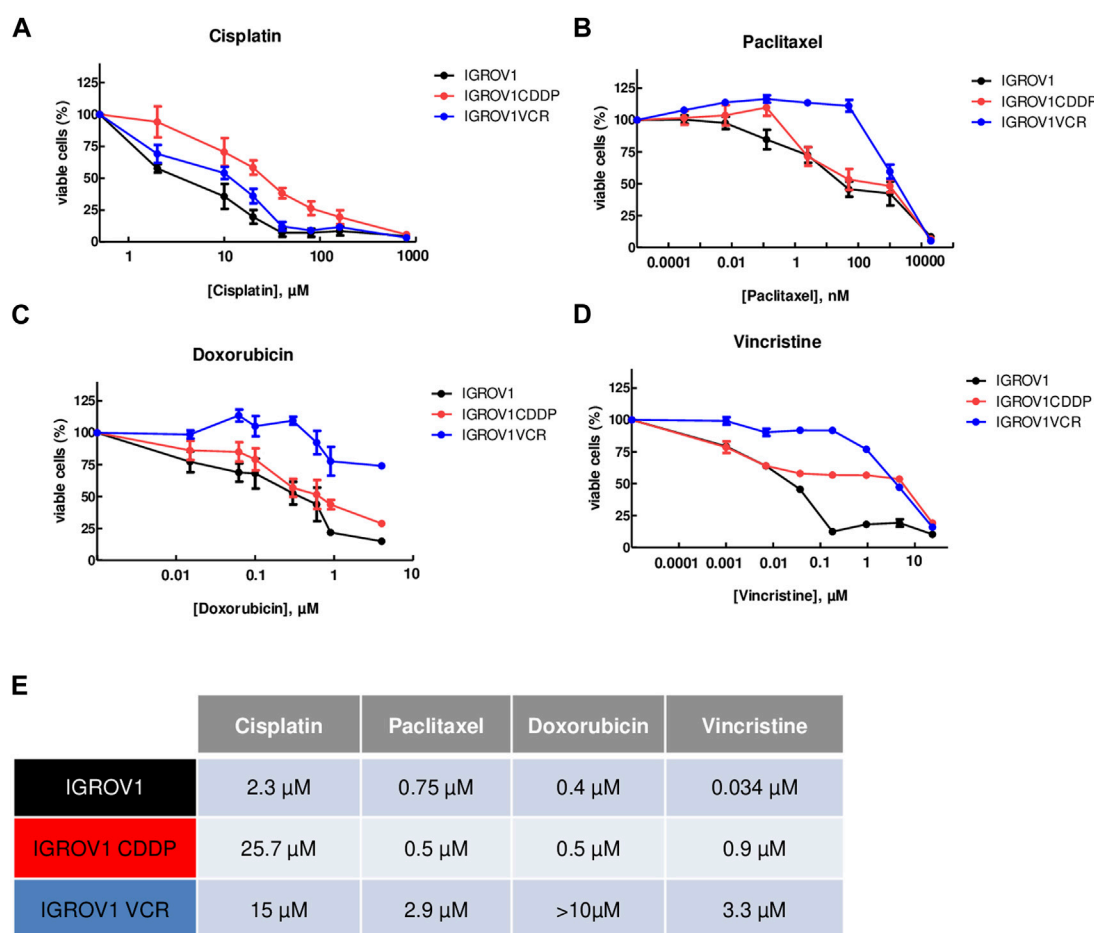 A
Cisplatin
125
100
75
50
25
0
viable cells (%)
1
10
100
1000
[Cisplatin], µM
IGROV1
IGROV1CDDP
IGROV1VCR
B
Paclitaxel
125
100
75
50
25
0
viable cells (%)
0.0001
0.01
1
100
10000
[Paclitaxel], nM
IGROV1
IGROV1CDDP
IGROV1VCR
C
Doxorubicin
125
100
75
50
25
0
viable cells (%)
0.01
0.1
1
10
[Doxorubicin], µM
IGROV1
IGROV1CDDP
IGROV1VCR
D
Vincristine
125
100
75
50
25
0
viable cells (%)
0.0001
0.001
0.01
0.1
1
10
[Vincristine], µM
IGROV1
IGROV1CDDP
IGROV1VCR
E
Cisplatin Paclitaxel Doxorubicin Vincristine
IGROV1 2.3 µM 0.75 µM 0.4 µM 0.034 µM
IGROV1 CDDP 25.7 µM 0.5 µM 0.5 µM 0.9 µM
IGROV1 VCR 15 µM 2.9 µM >10µM 3.3 µM